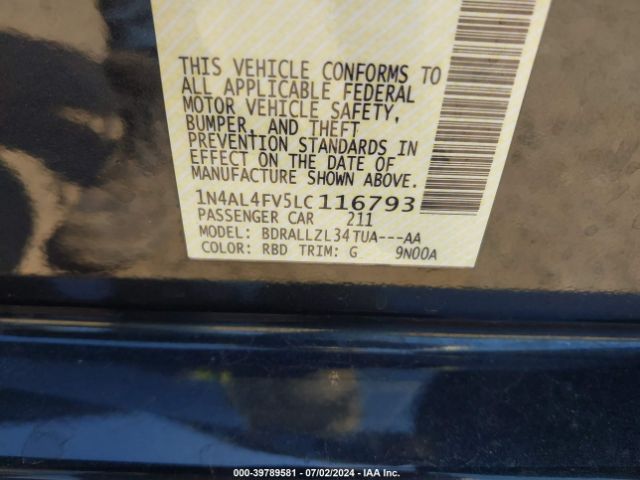 THIS VEHICLE CONFORMS TO
ALL APPLICABLE FEDERAL
MOTOR VEHICLE SAFETY,
BUMPER, AND THEFT
PREVENTION STANDARDS IN
EFFECT ON THE DATE OF
MANUFACTURE SHOWN ABOVE.
1N4AL4FV5LC116793
PASSENGER CAR 211
MODEL: BDRALLZL34TUA---AA
COLOR: RBD TRIM: G 9N00A
000-39789581 | 07/02/2024 | IAA Inc.